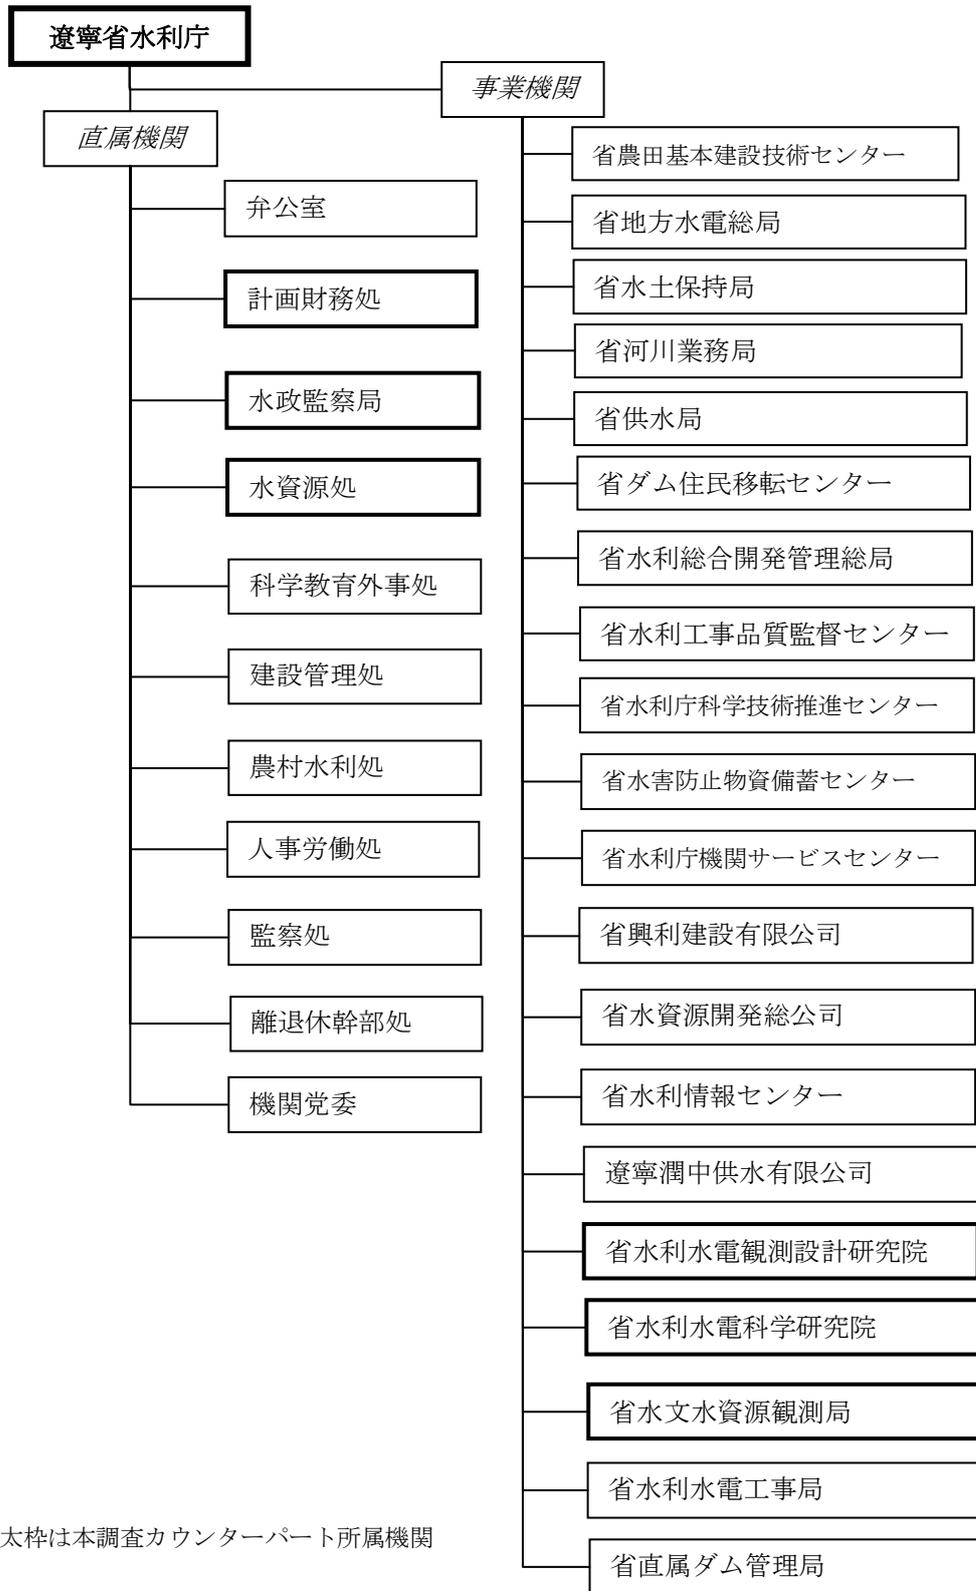 遼寧省水利庁
事業機関
直属機関
弁公室
計画財務処
水政監察局
水資源処
科学教育外事処
建設管理処
農村水利処
人事労働処
監察処
離退休幹部処
機関党委
省農田基本建設技術センター
省地方水電総局
省水土保持局
省河川業務局
省供水局
省ダム住民移転センター
省水利総合開発管理総局
省水利工事品質監督センター
省水利庁科学技術推進センター
省水害防止物資備蓄センター
省水利庁機関サービスセンター
省興利建設有限公司
省水資源開発総公司
省水利情報センター
遼寧潤中供水有限公司
省水利水電観測設計研究院
省水利水電科学研究院
省水文水資源観測局
省水利水電工事局
省直属ダム管理局
太枠は本調査カウンターパート所属機関